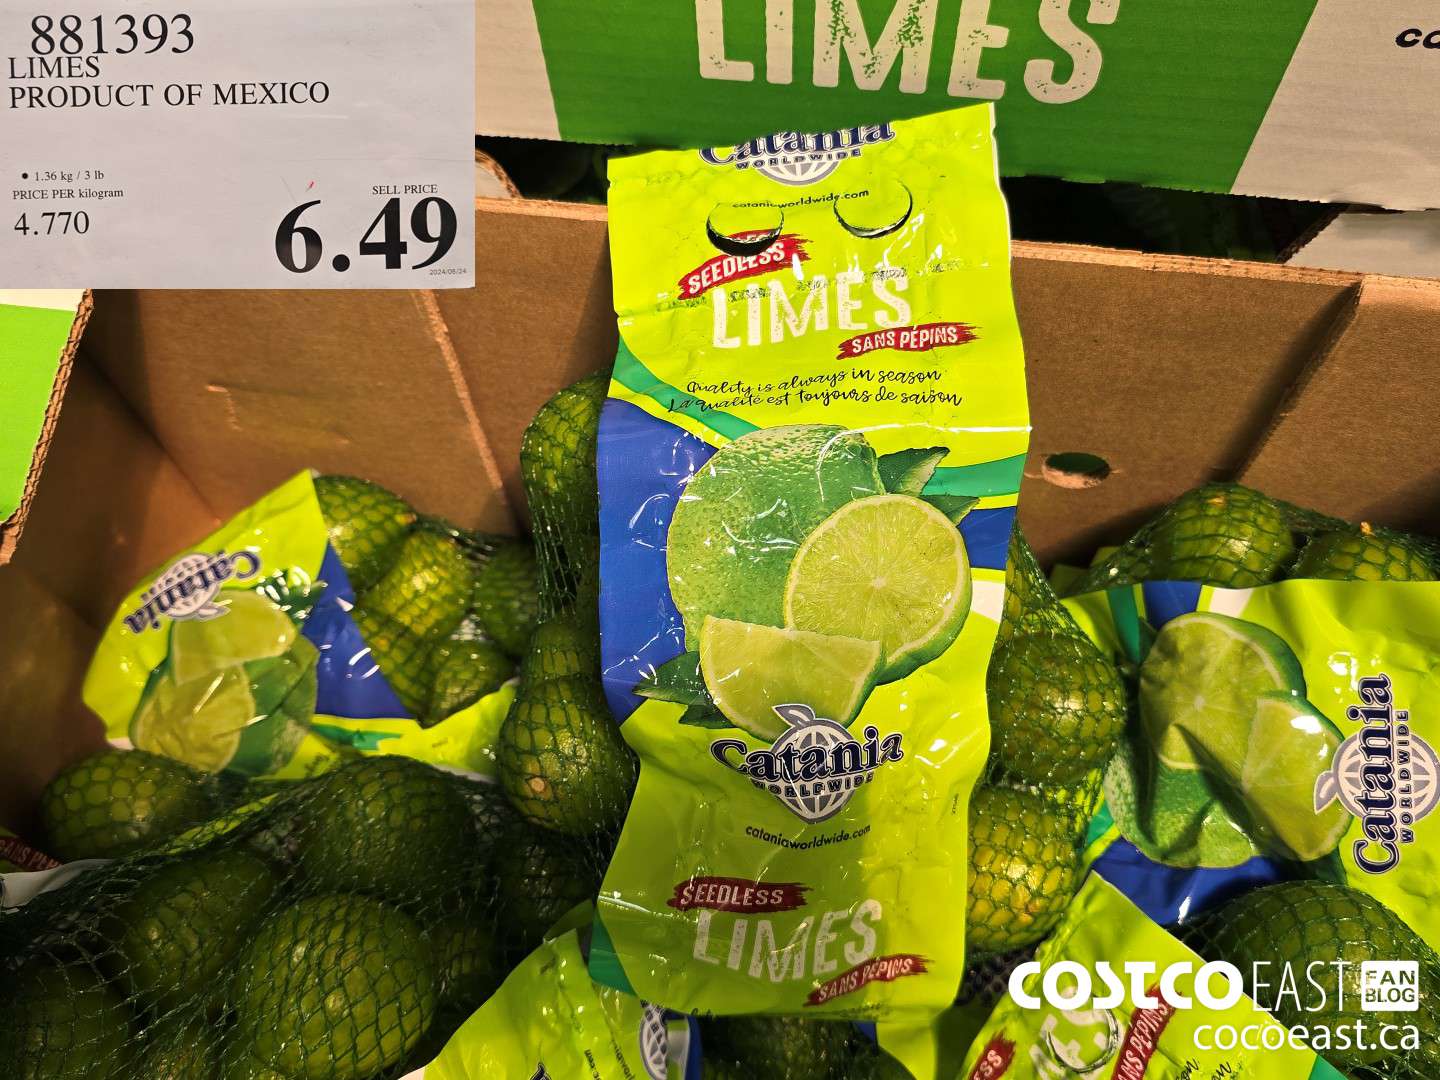 881393
LIMES
PRODUCT OF MEXICO
• 1.36 kg / 3 lb
PRICE PER kilogram
4.770
SELL PRICE
6.49
2024/06/24
LIMES
Catania
WORLDWIDE
cataniaworldwide.com
SEEDLESS
LIMES
SANS PÉPINS
Quality is always in season
La qualité est toujours de saison
Catania
WORLDWIDE
cataniaworldwide.com
SEEDLESS
LIMES
SANS PÉPINS
Catania
Catania
WORLDWIDE
SANS PÉPINS
COSTCO EAST FAN BLOG
cocoeast.ca